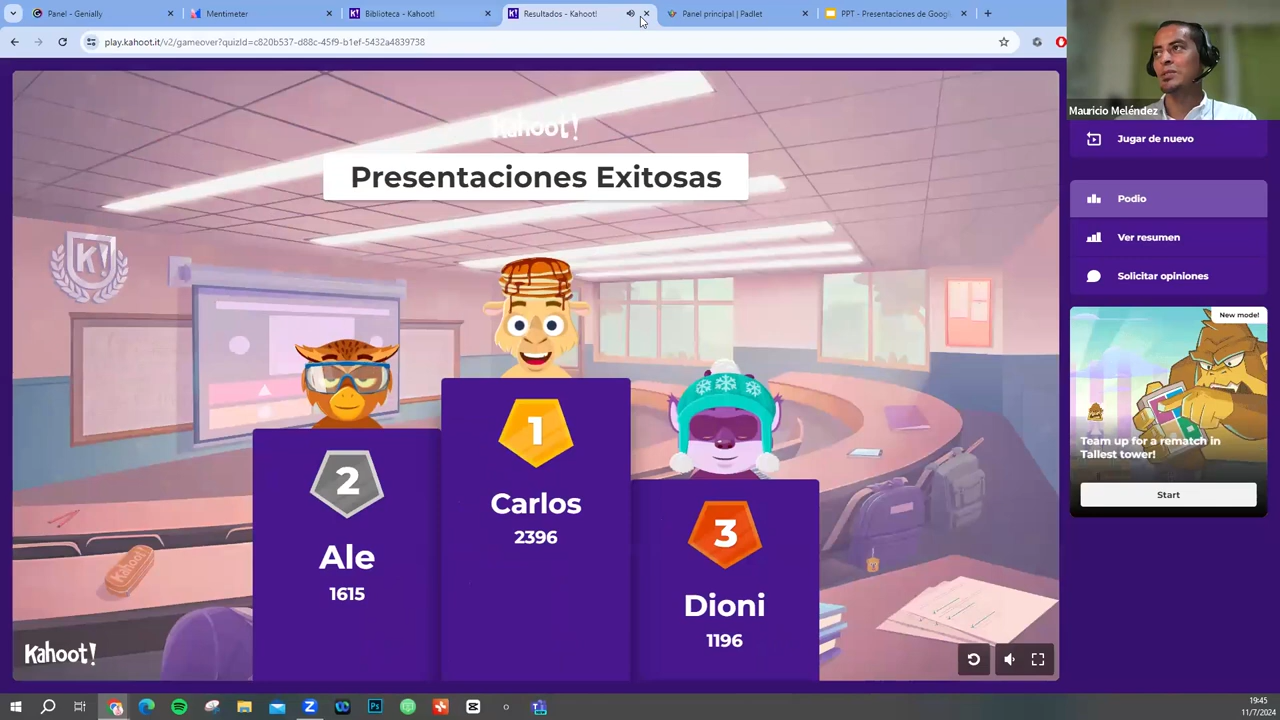 Panel - Genially
Mentimeter
Biblioteca - Kahoot!
Resultados - Kahoot!
Panel principal | Padlet
PPT - Presentaciones de Goog
play.kahoot.it/v2/gameover?quizId=c820b537-d88c-45f9-b1ef-5432a4839738
Mauricio Meléndez
Kahoot!
Presentaciones Exitosas
Jugar de nuevo
Podio
Ver resumen
Solicitar opiniones
New mode!
Team up for a rematch in
Tallest tower!
Start
K!
1
Carlos
2396
2
Ale
1615
3
Dioni
1196
Kahoot!
Kahoot!
19:45
11/7/2024